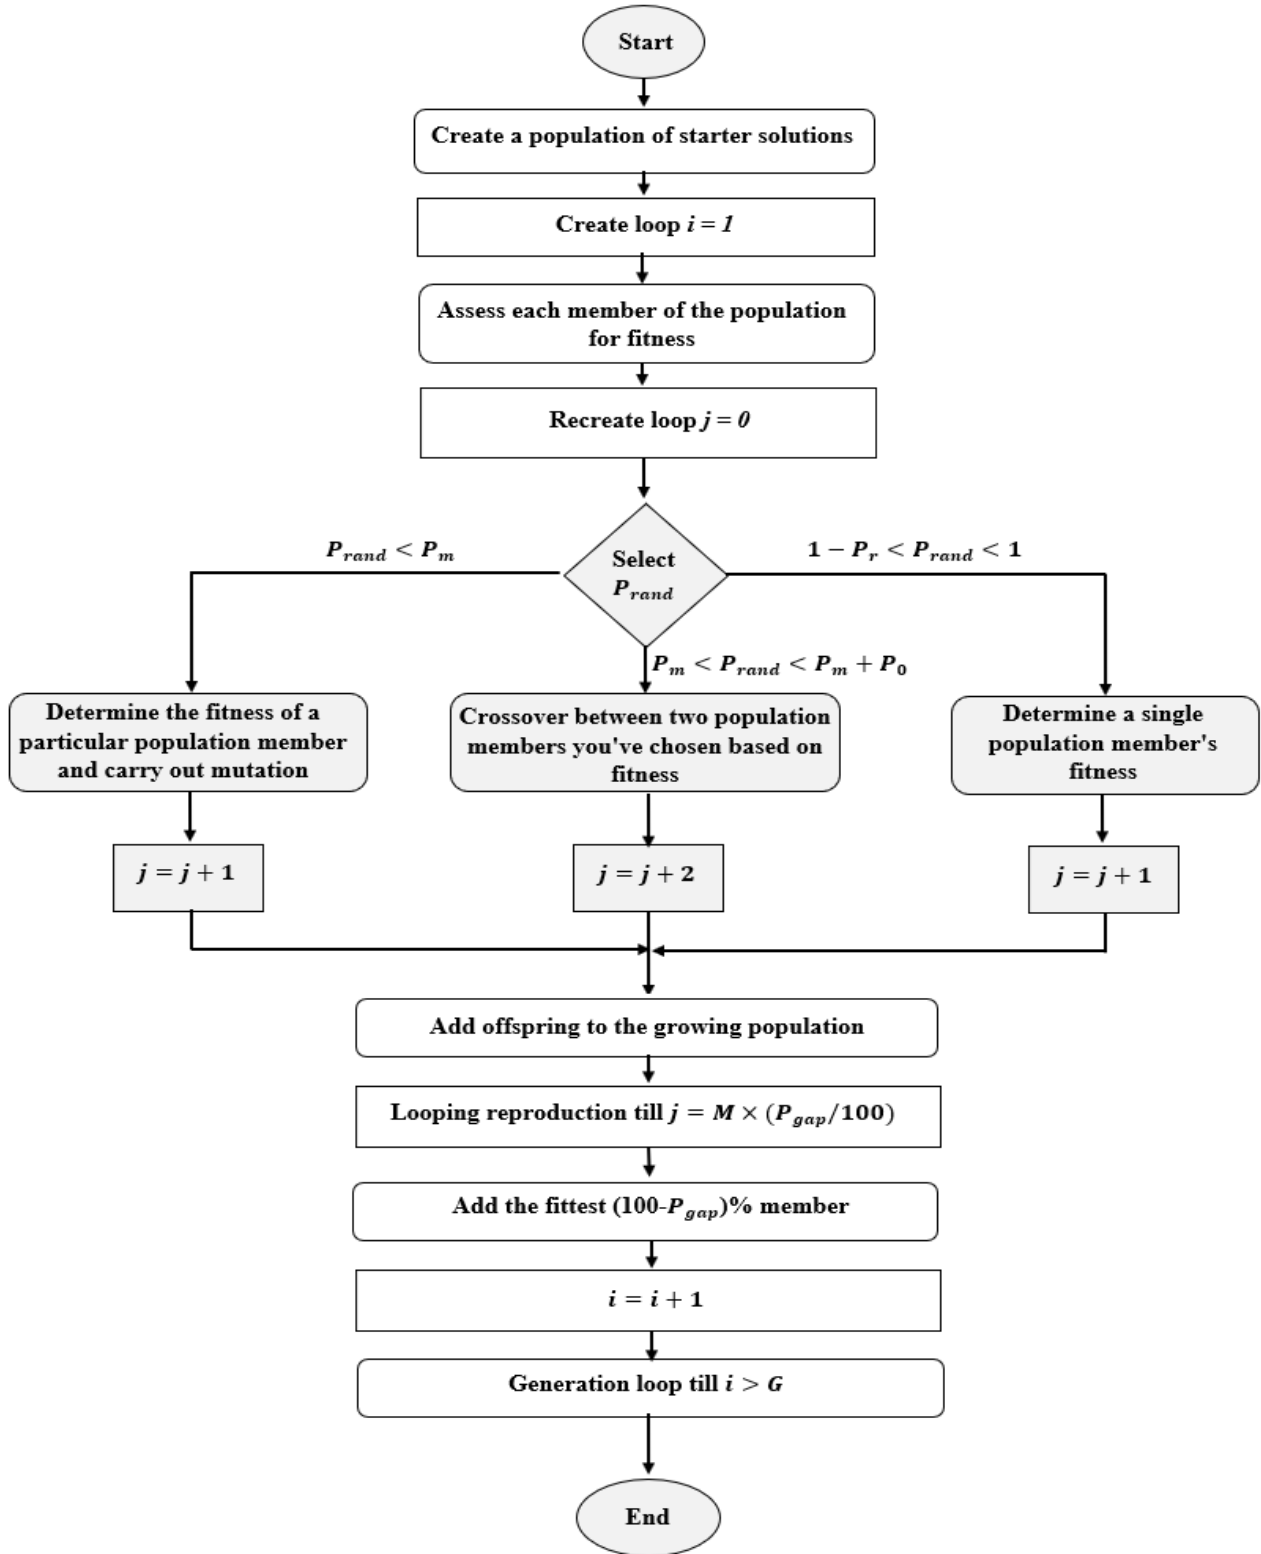 Start
Create a population of starter solutions
Create loop i = 1
Assess each member of the population
for fitness
Recreate loop j = 0
P_rand < P_m
1 − P_r < P_rand < 1
Select
P_rand
P_m < P_rand < P_m + P_0
Determine the fitness of a
particular population member
and carry out mutation
Crossover between two population
members you've chosen based on
fitness
Determine a single
population member's
fitness
j = j + 1
j = j + 2
j = j + 1
Add offspring to the growing population
Looping reproduction till j = M × (P_gap/100)
Add the fittest (100-P_gap)% member
i = i + 1
Generation loop till i > G
End